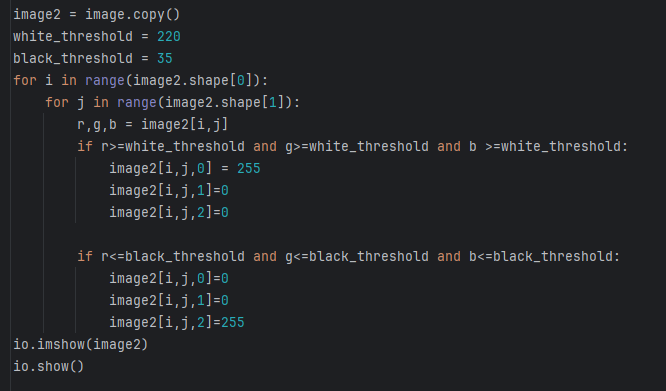 image2 = image.copy()
white_threshold = 220
black_threshold = 35
for i in range(image2.shape[0]):
    for j in range(image2.shape[1]):
        r,g,b = image2[i,j]
        if r>=white_threshold and g>=white_threshold and b >=white_threshold:
            image2[i,j,0] = 255
            image2[i,j,1]=0
            image2[i,j,2]=0

        if r<=black_threshold and g<=black_threshold and b<=black_threshold:
            image2[i,j,0]=0
            image2[i,j,1]=0
            image2[i,j,2]=255
io.imshow(image2)
io.show()